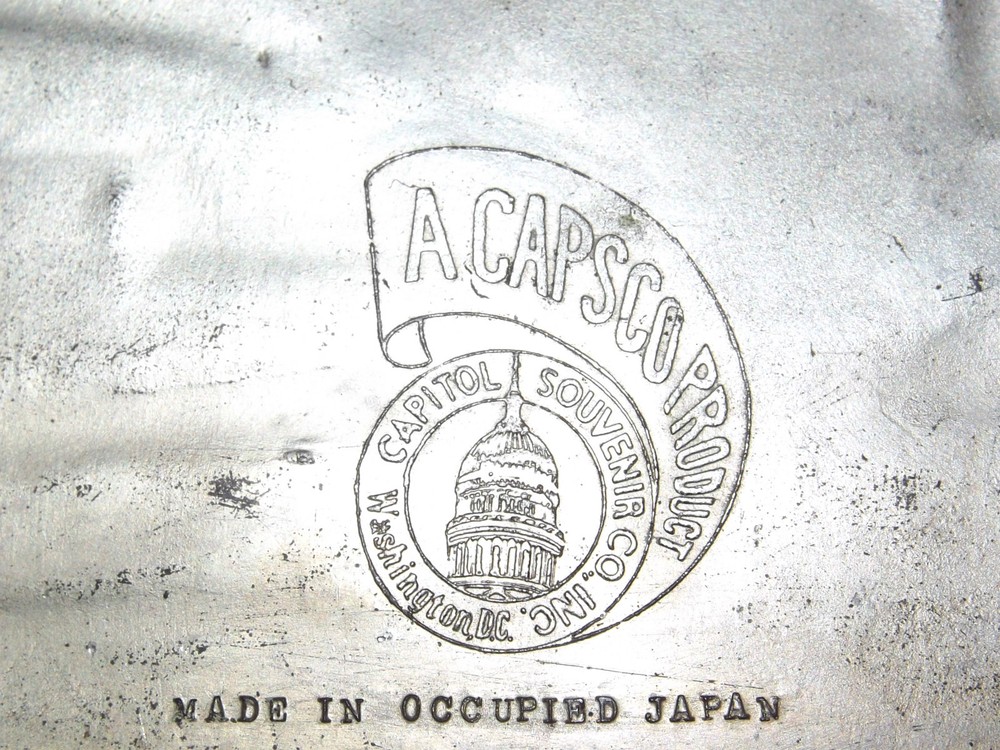 A CAPSCO PRODUCT
CAPITOL SOUVENIR CO., INC.
Washington, D.C.
MADE IN OCCUPIED JAPAN